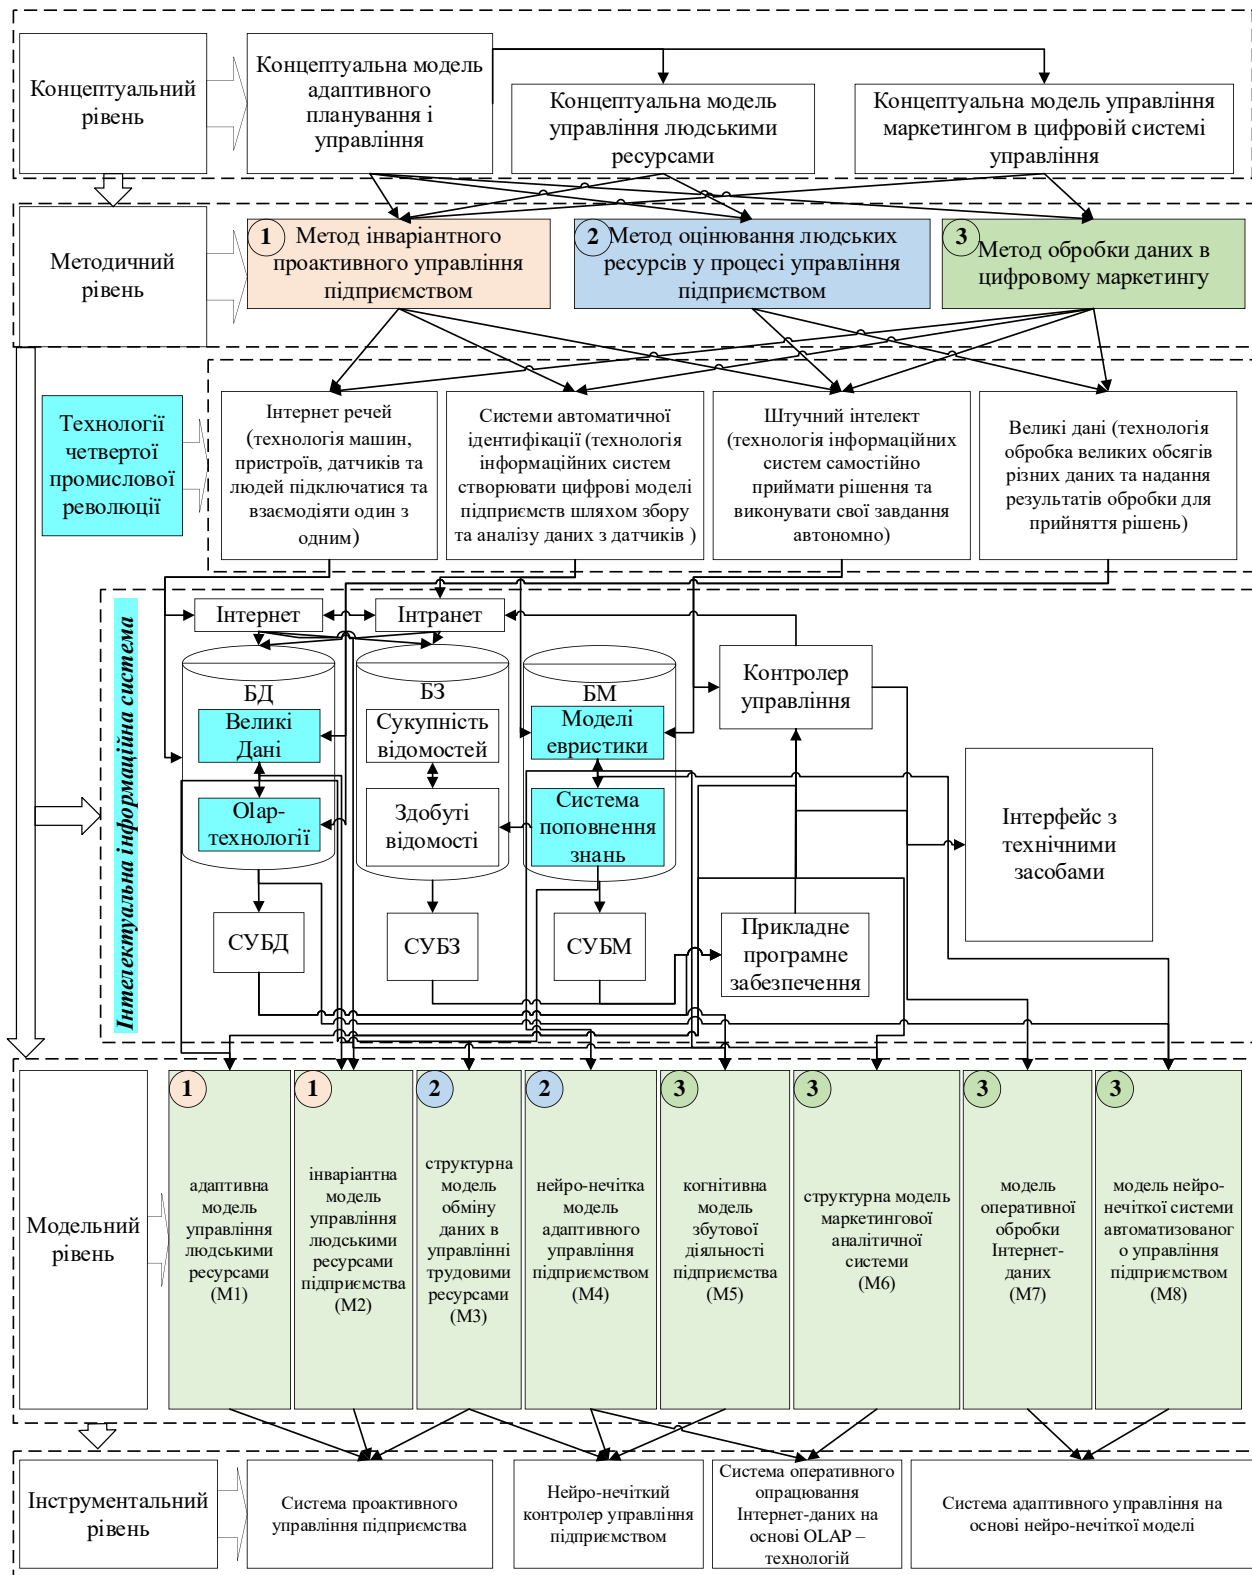 Концептуальний
рівень
Концептуальна модель
адаптивного
планування і
управління
Концептуальна модель
управління людськими
ресурсами
Концептуальна модель управління
маркетингом в цифровій системі
управління
Методичний
рівень
1
Метод інваріантного
проактивного управління
підприємством
2
Метод оцінювання людських
ресурсів у процесі управління
підприємством
3
Метод обробки даних в
цифровому маркетингу
Технології
четвертої
промислової
революції
Інтернет речей
(технологія машин,
пристроїв, датчиків та
людей підключатися та
взаємодіяти один з
одним)
Системи автоматичної
ідентифікації (технологія
інформаційних систем
створювати цифрові моделі
підприємств шляхом збору
та аналізу даних з датчиків )
Штучний інтелект
(технологія інформаційних
систем самостійно
приймати рішення та
виконувати свої завдання
автономно)
Великі дані (технологія
обробка великих обсягів
різних даних та надання
результатів обробки для
прийняття рішень)
Інтелектуальна інформаційна система
Інтернет
Інтранет
БД
Великі
Дані
Olap-
технології
БЗ
Сукупність
відомостей
Здобуті
відомості
БМ
Моделі
евристики
Система
поповнення
знань
Контролер
управління
Інтерфейс з
технічними
засобами
СУБД
СУБЗ
СУБМ
Прикладне
програмне
забезпечення
Модельний
рівень
1
адаптивна
модель
управління
людськими
ресурсами
(М1)
1
інваріантна
модель
управління
людськими
ресурсами
підприємства
(М2)
2
структурна
модель
обміну
даних в
управлінні
трудовими
ресурсами
(М3)
2
нейро-нечітка
модель
адаптивного
управління
підприємством
(М4)
3
когнітивна
модель
збутової
діяльності
підприємства
(М5)
3
структурна модель
маркетингової
аналітичної
системи
(М6)
3
модель
оперативної
обробки
Інтернет-
даних
(М7)
3
модель нейро-
нечіткої системи
автоматизованог
о управління
підприємством
(М8)
Інструментальний
рівень
Система проактивного
управління підприємства
Нейро-нечіткий
контролер управління
підприємством
Система оперативного
опрацювання
Інтернет-даних на
основі OLAP –
технологій
Система адаптивного управління на
основі нейро-нечіткої моделі